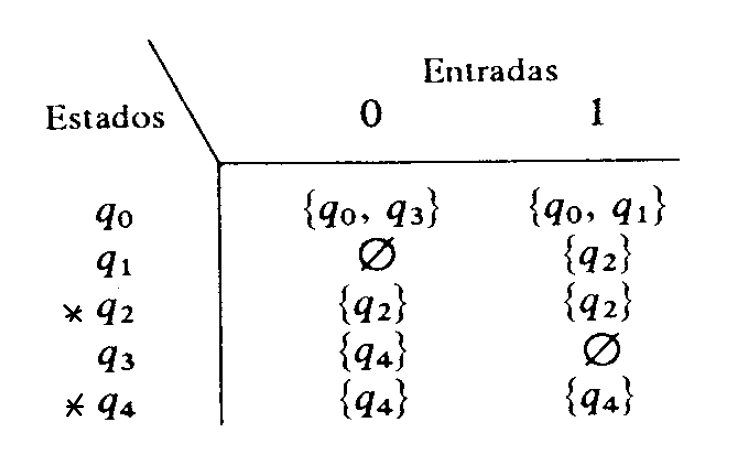 Entradas
Estados 0 1
q0 {q0, q3} {q0, q1}
q1 ∅ {q2}
* q2 {q2} {q2}
q3 {q4} ∅
* q4 {q4} {q4}